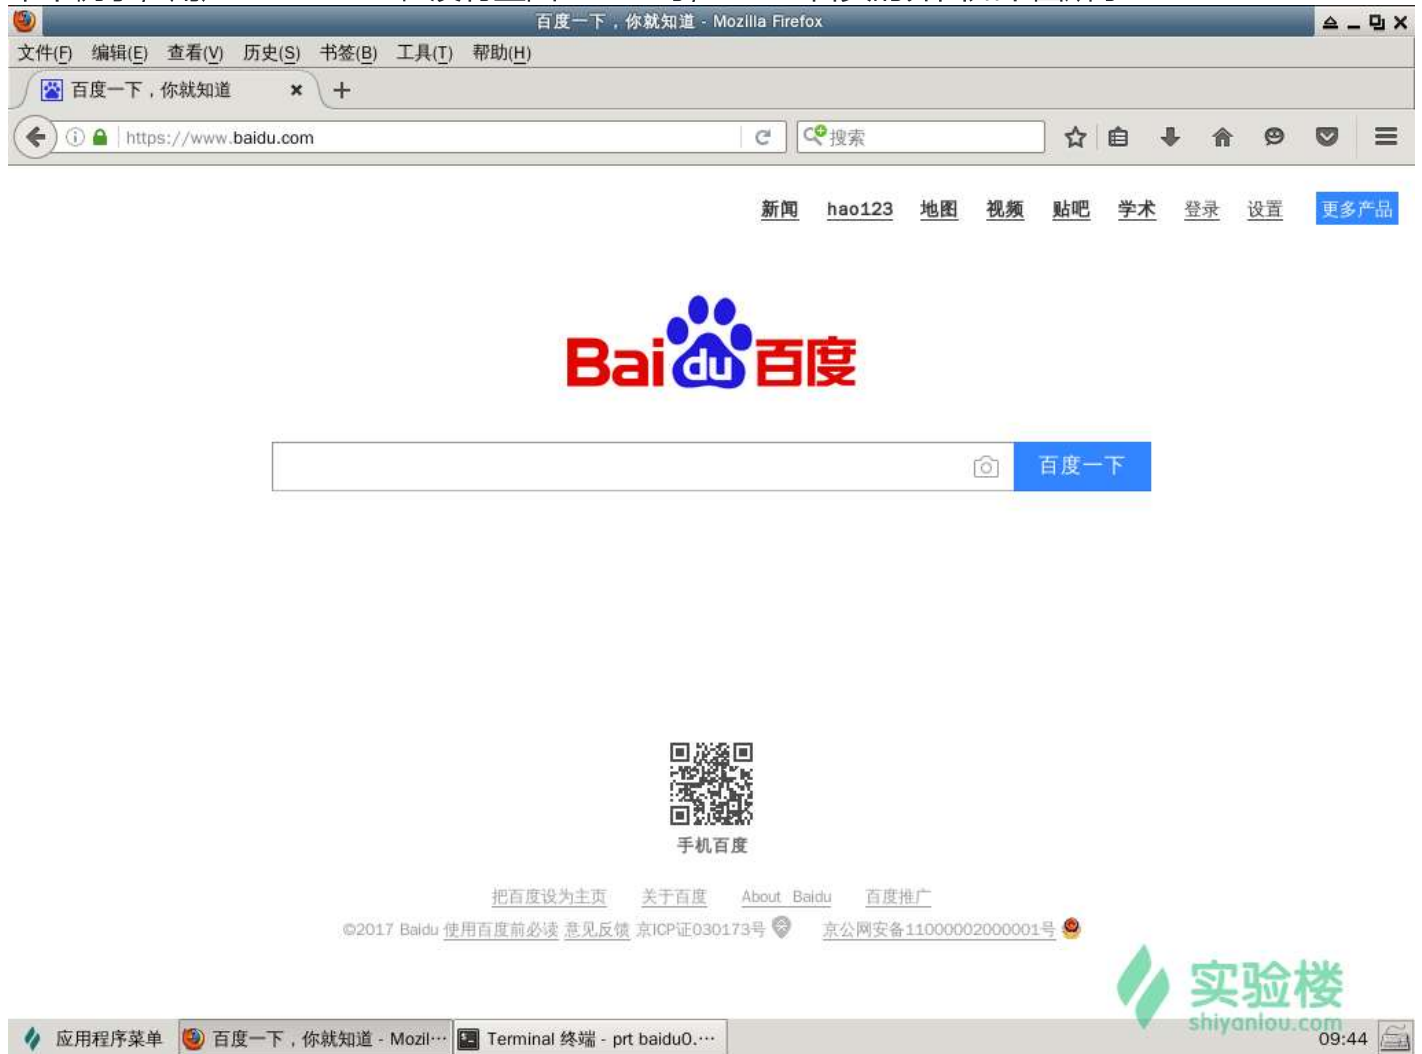 百度一下，你就知道 - Mozilla Firefox
文件(F) 编辑(E) 查看(V) 历史(S) 书签(B) 工具(T) 帮助(H)
百度一下，你就知道
https://www.baidu.com 搜索
新闻 hao123 地图 视频 贴吧 学术 登录 设置 更多产品
Baidu百度
百度一下
手机百度
把百度设为主页 关于百度 About Baidu 百度推广
©2017 Baidu 使用百度前必读 意见反馈 京ICP证030173号 京公网安备11000002000001号
实验楼
shiyanlou.com
应用程序菜单 百度一下，你就知道 - Mozil… Terminal 终端 - prt baidu0.… 09:44